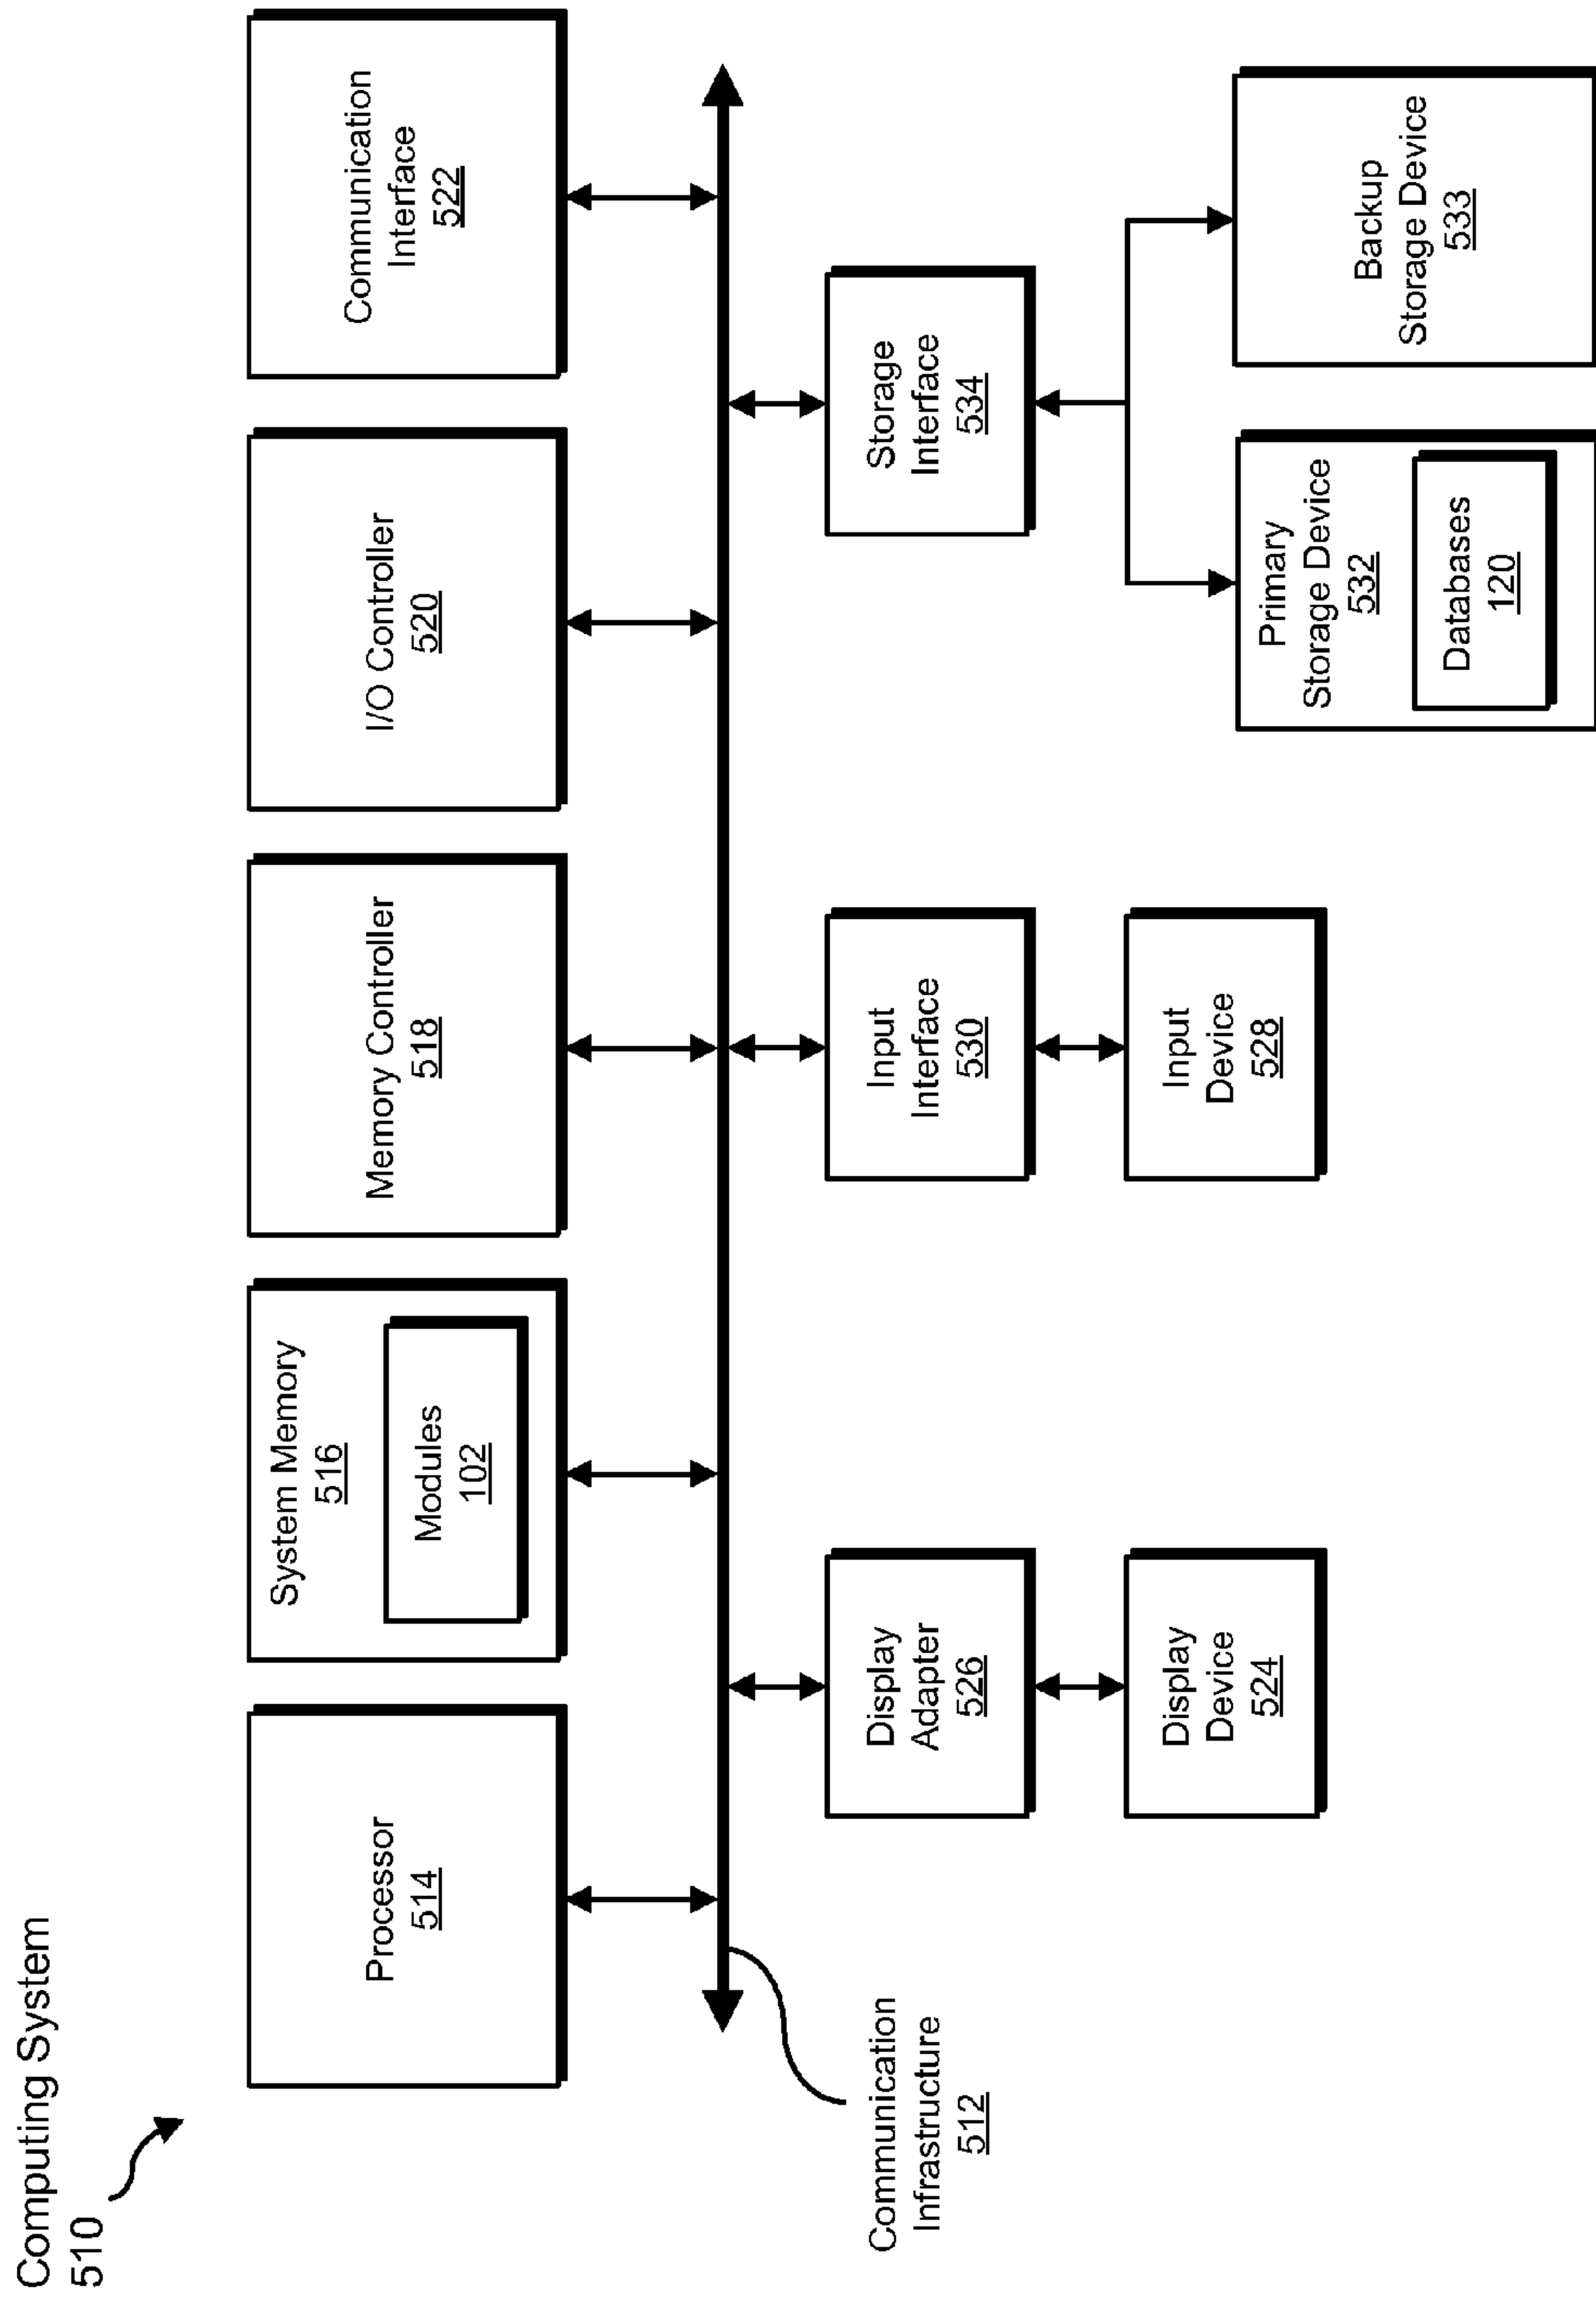 Computing System
510
Processor
514
System Memory
516
Modules
102
Memory Controller
518
I/O Controller
520
Communication
Interface
522
Communication
Infrastructure
512
Display
Adapter
526
Input
Interface
530
Storage
Interface
534
Display
Device
524
Input
Device
528
Primary
Storage Device
532
Databases
120
Backup
Storage Device
533